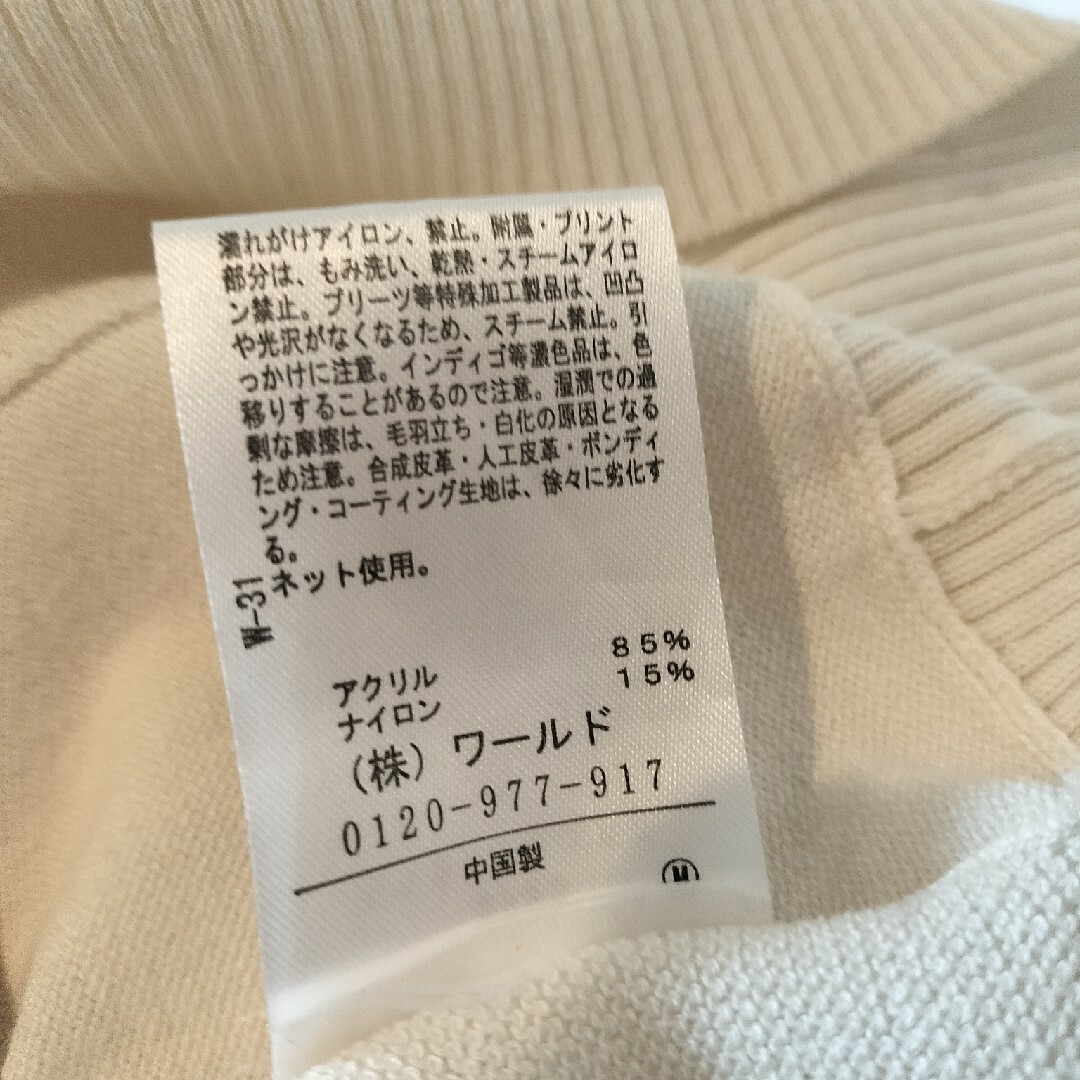 濡れがけアイロン、禁止。附属・プリント
部分は、もみ洗い、乾熱・スチームアイロ
ン禁止。プリーツ等特殊加工製品は、凹凸
や光沢がなくなるため、スチーム禁止。引
っかけに注意。インディゴ等濃色品は、色
移りすることがあるので注意。湿潤での過
剰な摩擦は、毛羽立ち・白化の原因となる
ため注意。合成皮革・人工皮革・ボンディ
ング・コーティング生地は、徐々に劣化す
る。
ネット使用。
W-31
アクリル 85%
ナイロン 15%
(株) ワールド
0120-977-917
中国製
M